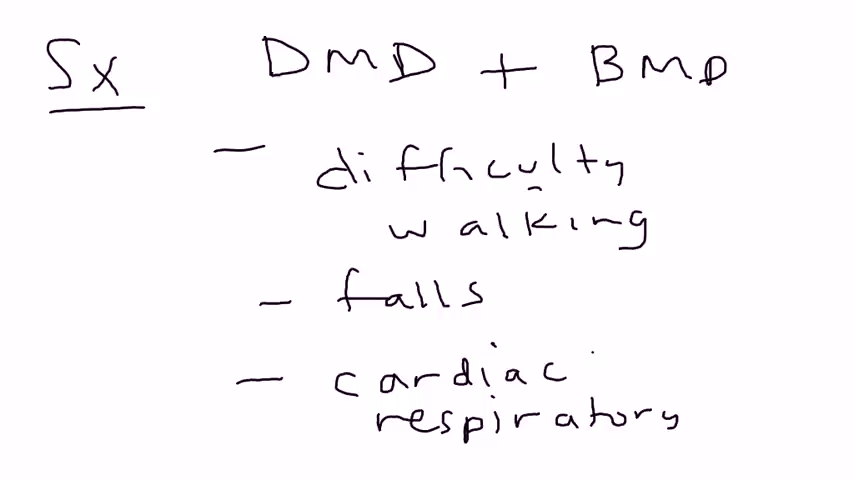 Sx DMD + BMD
- difficulty
walking
- falls
- cardiac
respiratory